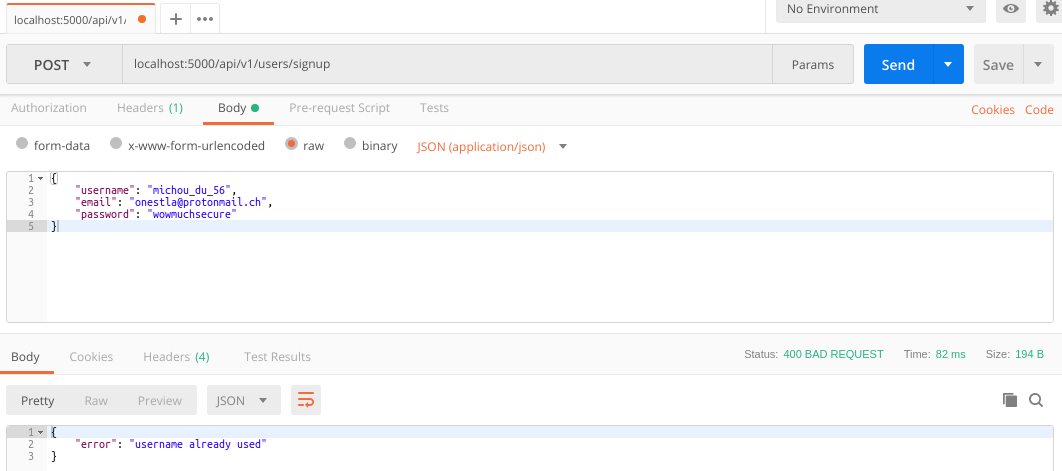 localhost:5000/api/v1/
No Environment
POST
localhost:5000/api/v1/users/signup
Params
Send
Save
Authorization
Headers (1)
Body
Pre-request Script
Tests
Cookies
Code
form-data
x-www-form-urlencoded
raw
binary
JSON (application/json)
1 {
2 "username": "michou_du_56",
3 "email": "onestla@protonmail.ch",
4 "password": "wowmuchsecure"
5 }
Body
Cookies
Headers (4)
Test Results
Status: 400 BAD REQUEST
Time: 82 ms
Size: 194 B
Pretty
Raw
Preview
JSON
1 {
2 "error": "username already used"
3 }